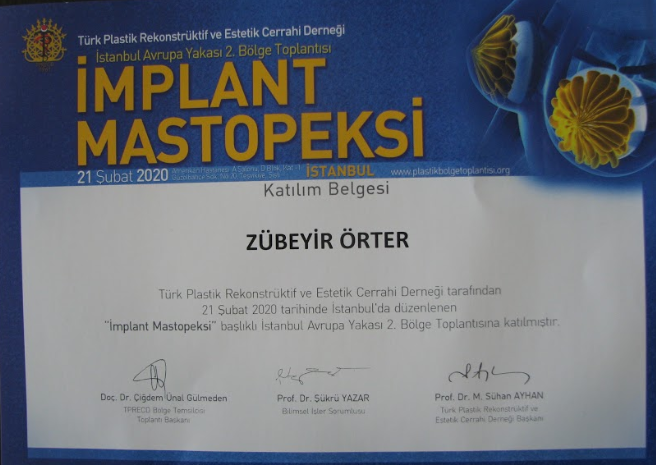 Türk Plastik Rekonstrüktif ve Estetik Cerrahi Derneği
İstanbul Avrupa Yakası 2. Bölge Toplantısı
İMPLANT
MASTOPEKSİ
21 Şubat 2020
İSTANBUL www.plastikbolgetoplantisi.org
Katılım Belgesi
ZÜBEYİR ÖRTER
Türk Plastik Rekonstrüktif ve Estetik Cerrahi Derneği tarafından
21 Şubat 2020 tarihinde İstanbul'da düzenlenen
"İmplant Mastopeksi" başlıklı İstanbul Avrupa Yakası 2. Bölge Toplantısına katılmıştır.
Doç. Dr. Çiğdem Ünal Gülmeden
TPRECD Bölge Temsilcisi
Toplantı Başkanı
Prof. Dr. Şükrü YAZAR
Bilimsel İşler Sorumlusu
Prof. Dr. M. Sühan AYHAN
Türk Plastik Rekonstrüktif ve
Estetik Cerrahi Derneği Başkanı